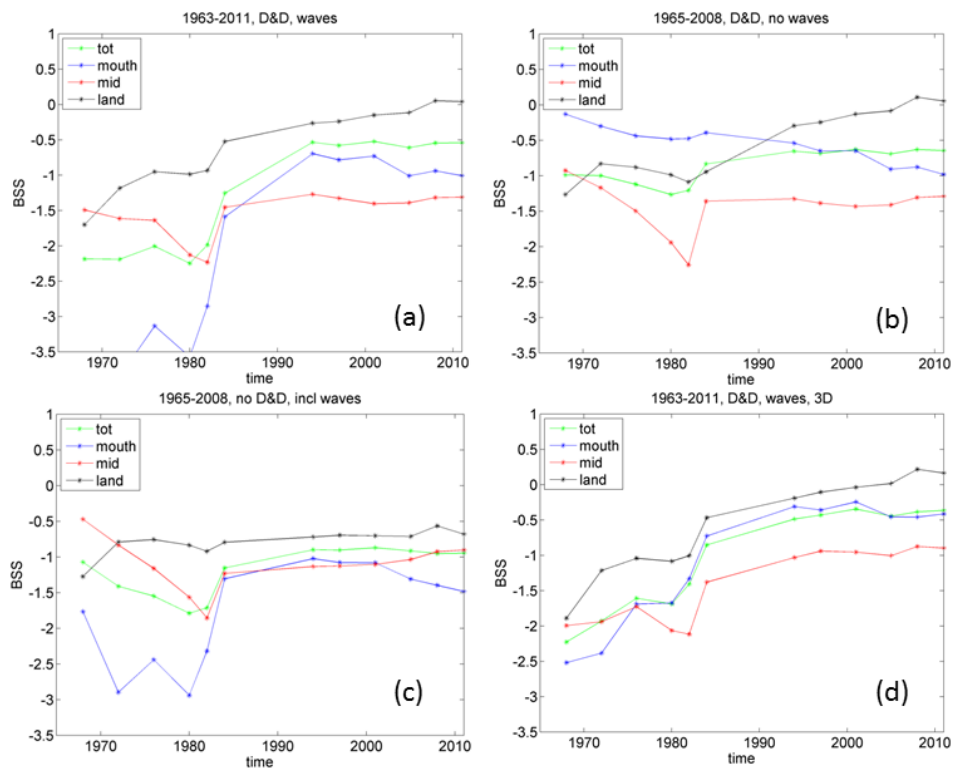 1963-2011, D&D, waves
1
0.5
0
-0.5
-1
-1.5
-2
-2.5
-3
-3.5
BSS
tot
mouth
mid
land
(a)
1970 1980 1990 2000 2010
time
1965-2008, D&D, no waves
1
0.5
0
-0.5
-1
-1.5
-2
-2.5
-3
-3.5
BSS
tot
mouth
mid
land
(b)
1970 1980 1990 2000 2010
time
1965-2008, no D&D, incl waves
1
0.5
0
-0.5
-1
-1.5
-2
-2.5
-3
-3.5
BSS
tot
mouth
mid
land
(c)
1970 1980 1990 2000 2010
time
1963-2011, D&D, waves, 3D
1
0.5
0
-0.5
-1
-1.5
-2
-2.5
-3
-3.5
BSS
tot
mouth
mid
land
(d)
1970 1980 1990 2000 2010
time